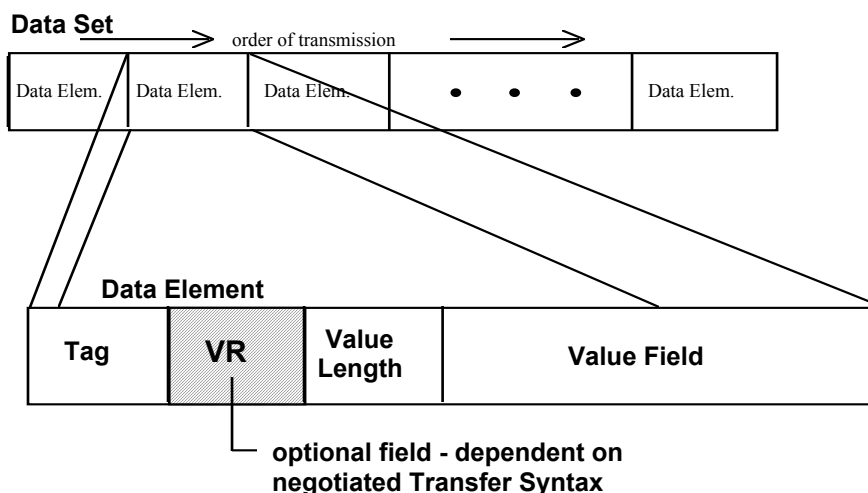 Data Set
order of transmission
Data Elem. Data Elem. Data Elem. • • • Data Elem.
Data Element
Tag VR Value Length Value Field
optional field - dependent on
negotiated Transfer Syntax